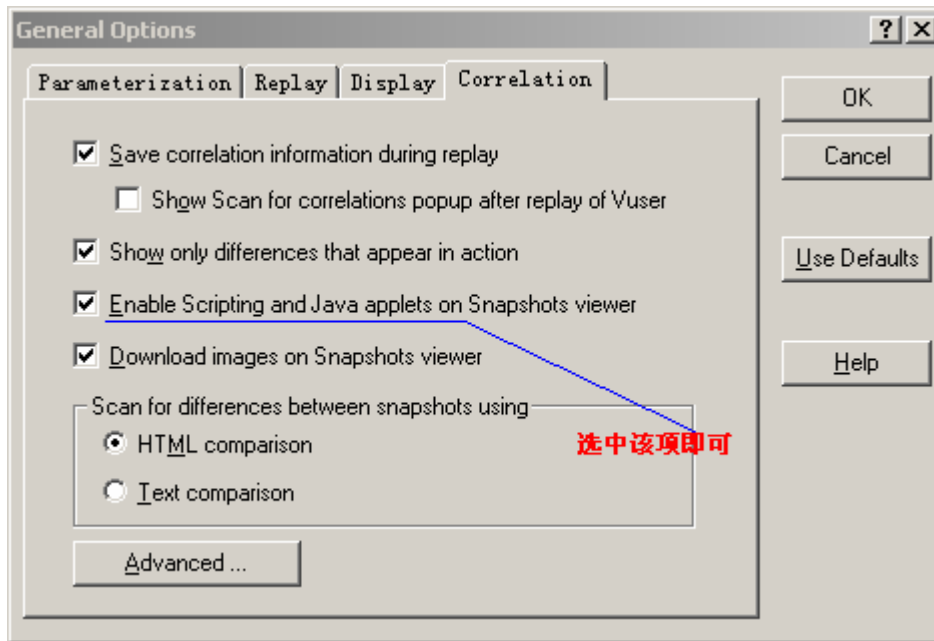 General Options
Parameterization Replay Display Correlation
OK
Save correlation information during replay
Cancel
Show Scan for correlations popup after replay of Vuser
Show only differences that appear in action
Use Defaults
Enable Scripting and Java applets on Snapshots viewer
Download images on Snapshots viewer
Help
Scan for differences between snapshots using
HTML comparison
选中该项即可
Text comparison
Advanced ...